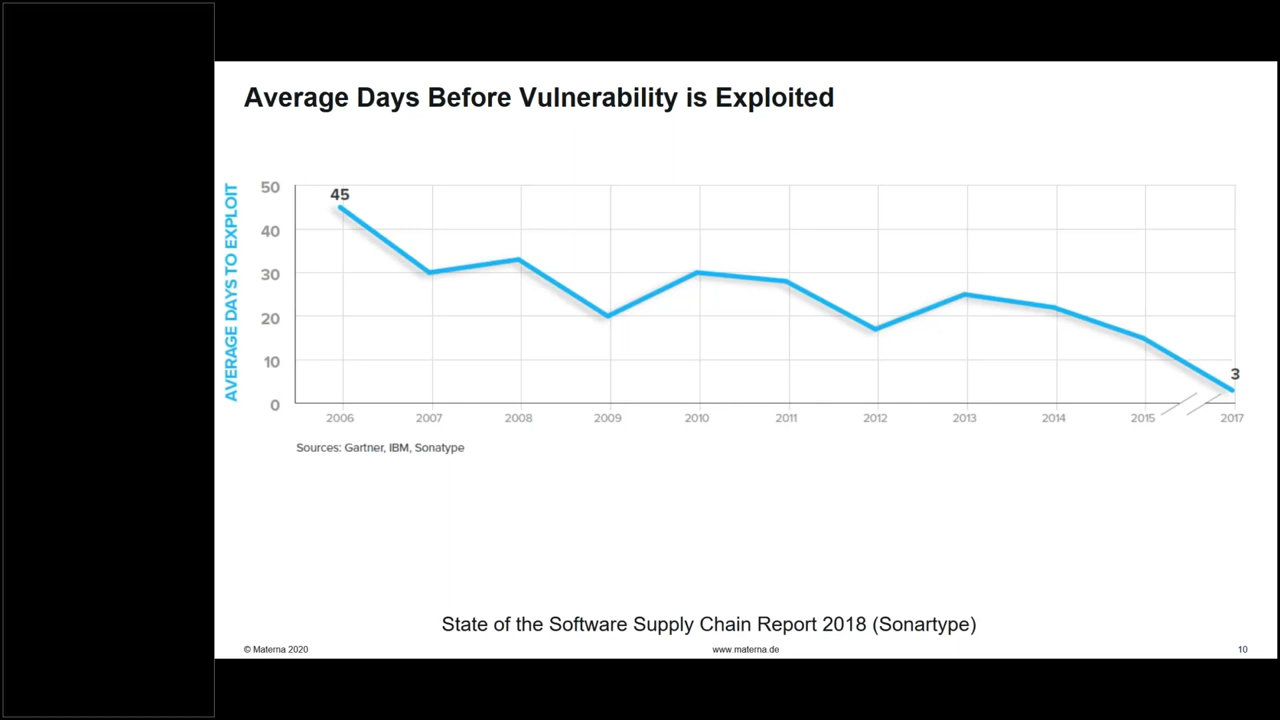 Average Days Before Vulnerability is Exploited
AVERAGE DAYS TO EXPLOIT
50
40
30
20
10
0
45
3
2006 2007 2008 2009 2010 2011 2012 2013 2014 2015 2017
Sources: Gartner, IBM, Sonatype
State of the Software Supply Chain Report 2018 (Sonartype)
© Materna 2020 www.materna.de 10